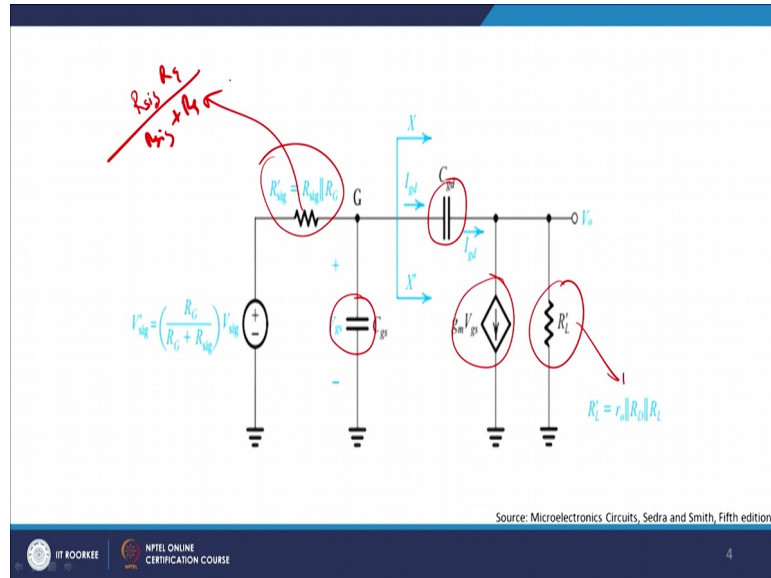 Rsig RG
Rsig + RG
R'sig = Rsig||RG
G
X
Igd
Cgd
Vo
Igd
X'
+
V'sig = (RG / RG + Rsig) Vsig
+
−
Vgs
Cgs
gmVgs
R'L
−
R'L = ro||RD||RL
Source: Microelectronics Circuits, Sedra and Smith, Fifth edition
IIT ROORKEE
NPTEL ONLINE
CERTIFICATION COURSE
4